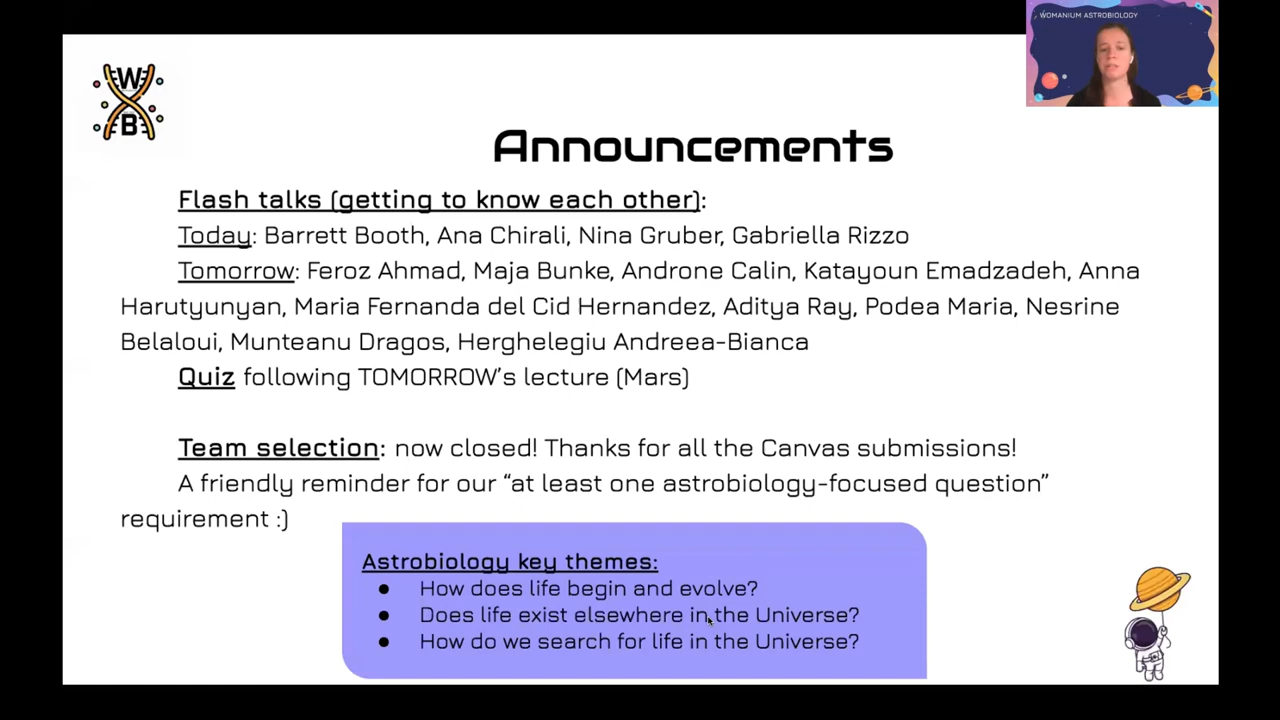 WOMANIUM ASTROBIOLOGY
W
B
Announcements
Flash talks (getting to know each other):
Today: Barrett Booth, Ana Chirali, Nina Gruber, Gabriella Rizzo
Tomorrow: Feroz Ahmad, Maja Bunke, Androne Calin, Katayoun Emadzadeh, Anna
Harutyunyan, Maria Fernanda del Cid Hernandez, Aditya Ray, Podea Maria, Nesrine
Belaloui, Munteanu Dragos, Herghelegiu Andreea-Bianca
Quiz following TOMORROW’s lecture (Mars)
Team selection: now closed! Thanks for all the Canvas submissions!
A friendly reminder for our “at least one astrobiology-focused question”
requirement :)
Astrobiology key themes:
● How does life begin and evolve?
● Does life exist elsewhere in the Universe?
● How do we search for life in the Universe?